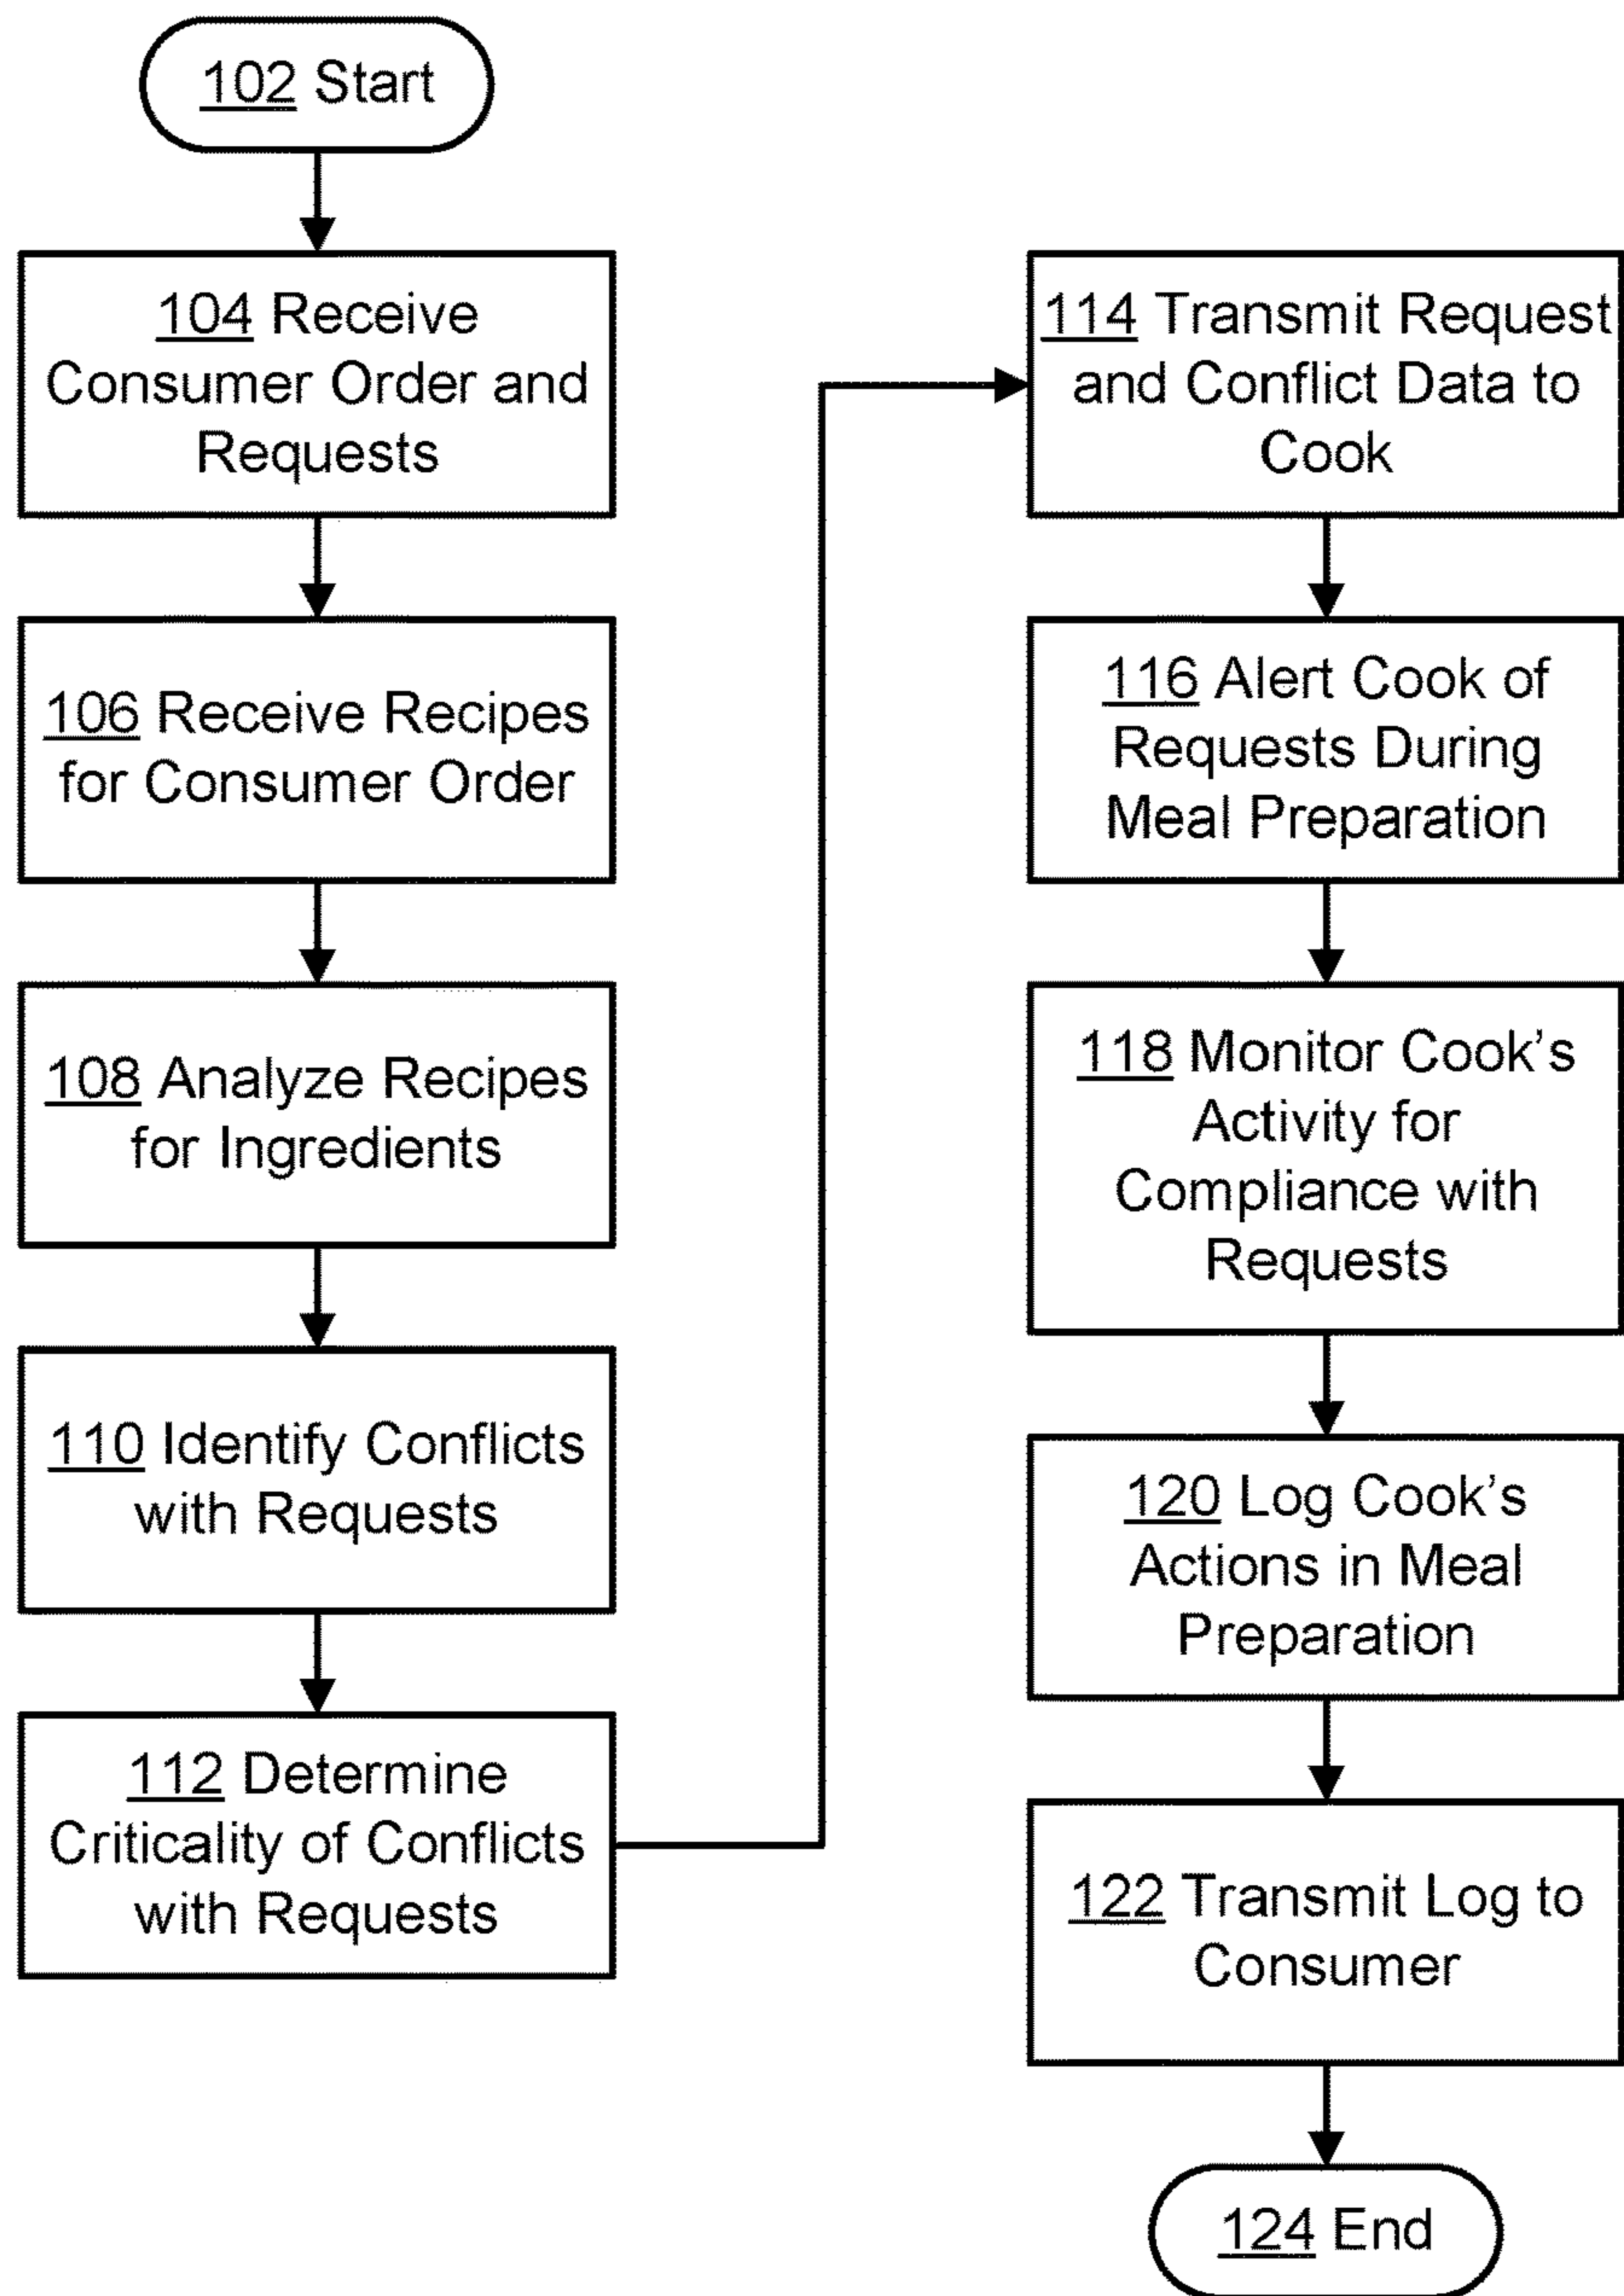 102 Start
104 Receive
Consumer Order and
Requests
106 Receive Recipes
for Consumer Order
108 Analyze Recipes
for Ingredients
110 Identify Conflicts
with Requests
112 Determine
Criticality of Conflicts
with Requests
114 Transmit Request
and Conflict Data to
Cook
116 Alert Cook of
Requests During
Meal Preparation
118 Monitor Cook's
Activity for
Compliance with
Requests
120 Log Cook's
Actions in Meal
Preparation
122 Transmit Log to
Consumer
124 End